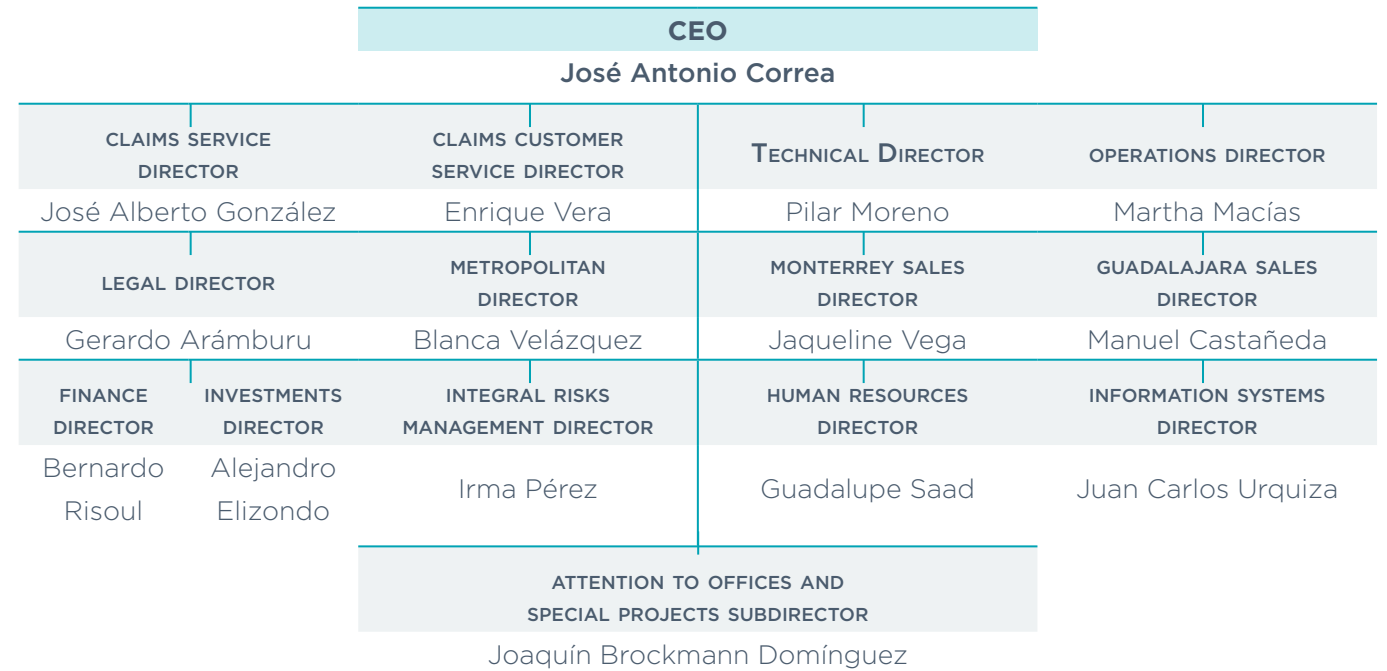 CEO
José Antonio Correa
CLAIMS SERVICE
DIRECTOR
José Alberto González
CLAIMS CUSTOMER
SERVICE DIRECTOR
Enrique Vera
TECHNICAL DIRECTOR
Pilar Moreno
OPERATIONS DIRECTOR
Martha Macías
LEGAL DIRECTOR
Gerardo Arámburu
METROPOLITAN
DIRECTOR
Blanca Velázquez
MONTERREY SALES
DIRECTOR
Jaqueline Vega
GUADALAJARA SALES
DIRECTOR
Manuel Castañeda
FINANCE
DIRECTOR
Bernardo
Risoul
INVESTMENTS
DIRECTOR
Alejandro
Elizondo
INTEGRAL RISKS
MANAGEMENT DIRECTOR
Irma Pérez
HUMAN RESOURCES
DIRECTOR
Guadalupe Saad
INFORMATION SYSTEMS
DIRECTOR
Juan Carlos Urquiza
ATTENTION TO OFFICES AND
SPECIAL PROJECTS SUBDIRECTOR
Joaquín Brockmann Domínguez